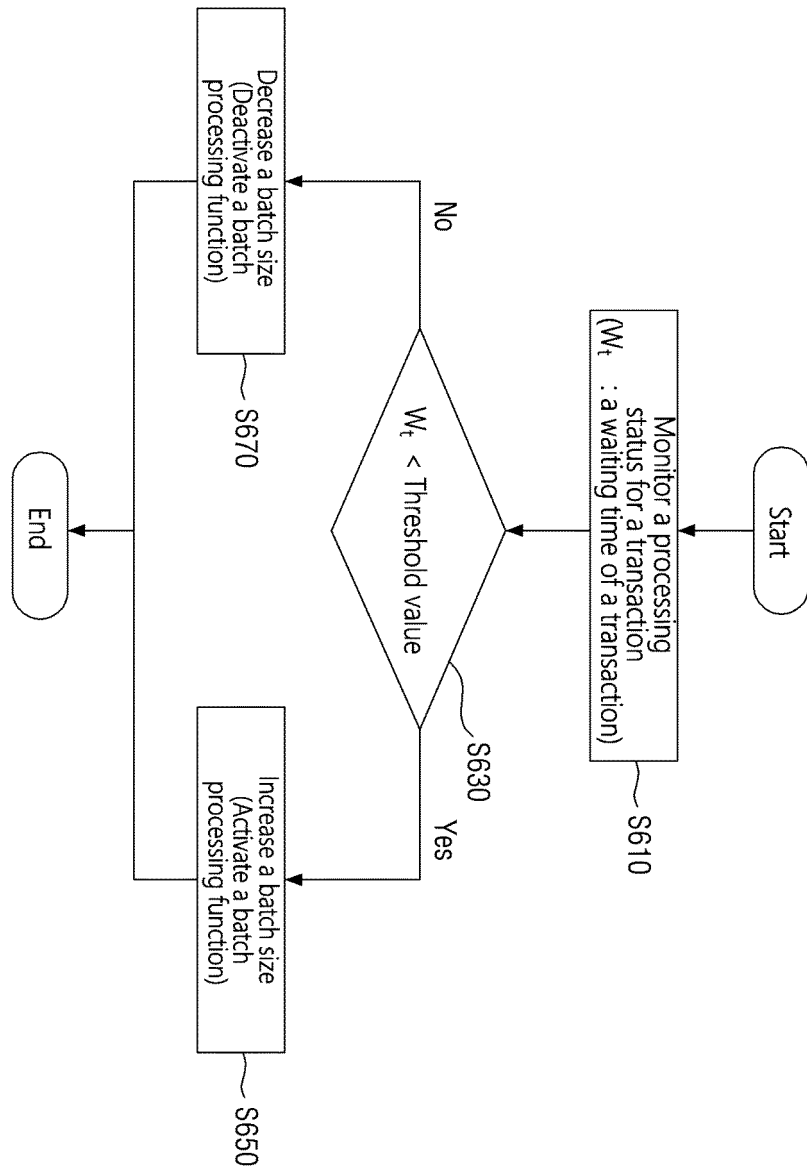 Start
Monitor a processing
status for a transaction
(Wt : a waiting time of a transaction)
S610
Wt < Threshold value
S630
No
Yes
Decrease a batch size
(Deactivate a batch
processing function)
S670
Increase a batch size
(Activate a batch
processing function)
S650
End